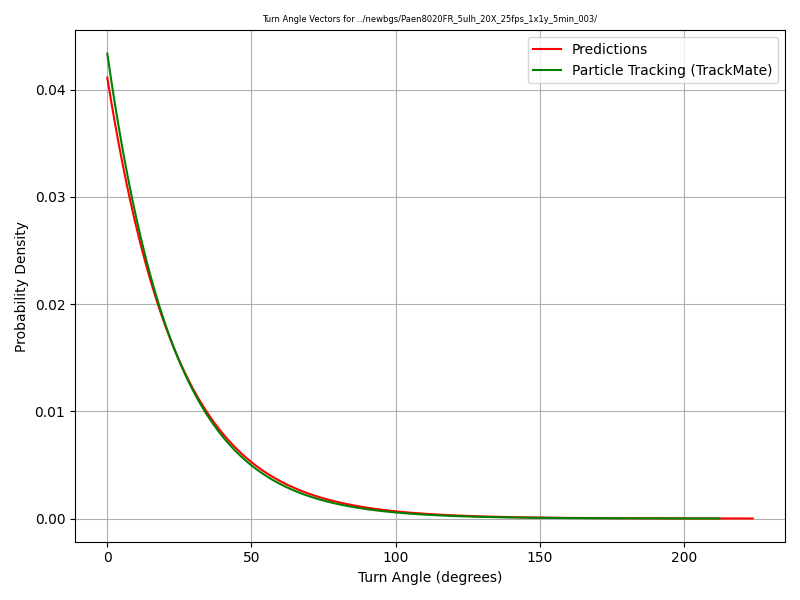 Turn Angle Vectors for ../newbgs/Paen8020FR_5ulh_20X_25fps_1x1y_5min_003/
Predictions
Particle Tracking (TrackMate)
0.04
0.03
0.02
0.01
0.00
Probability Density
0
50
100
150
200
Turn Angle (degrees)